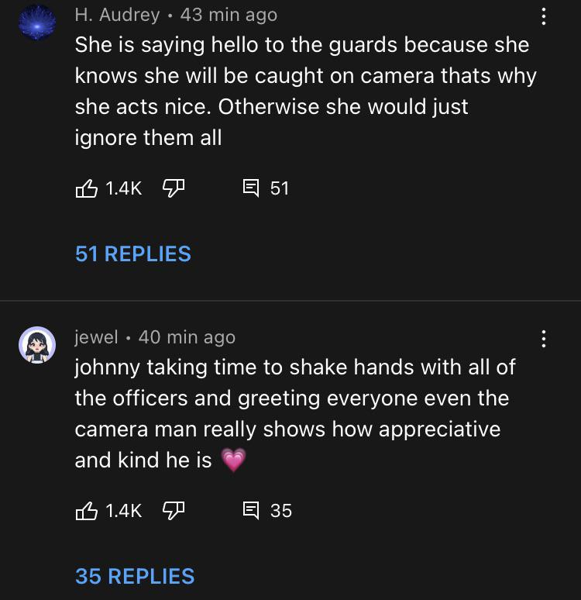 H. Audrey • 43 min ago
She is saying hello to the guards because she
knows she will be caught on camera thats why
she acts nice. Otherwise she would just
ignore them all
1.4K 51
51 REPLIES
jewel • 40 min ago
johnny taking time to shake hands with all of
the officers and greeting everyone even the
camera man really shows how appreciative
and kind he is 💗
1.4K 35
35 REPLIES